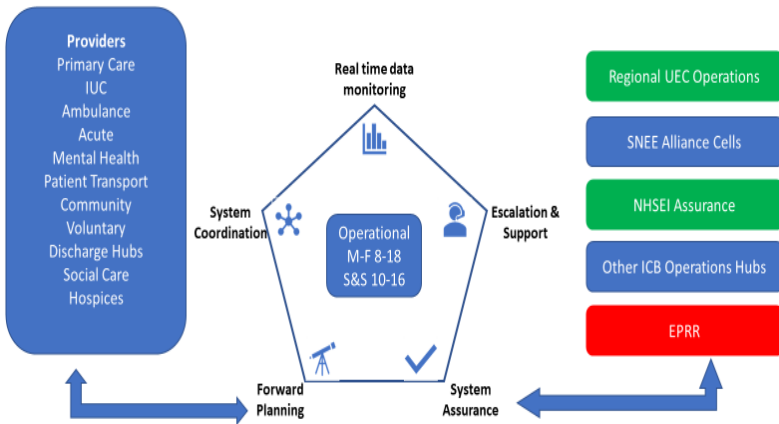 Providers
Primary Care
IUC
Ambulance
Acute
Mental Health
Patient Transport
Community
Voluntary
Discharge Hubs
Social Care
Hospices
Real time data
monitoring
System
Coordination
Escalation &
Support
Operational
M-F 8-18
S&S 10-16
Forward
Planning
System
Assurance
Regional UEC Operations
SNEE Alliance Cells
NHSEI Assurance
Other ICB Operations Hubs
EPRR